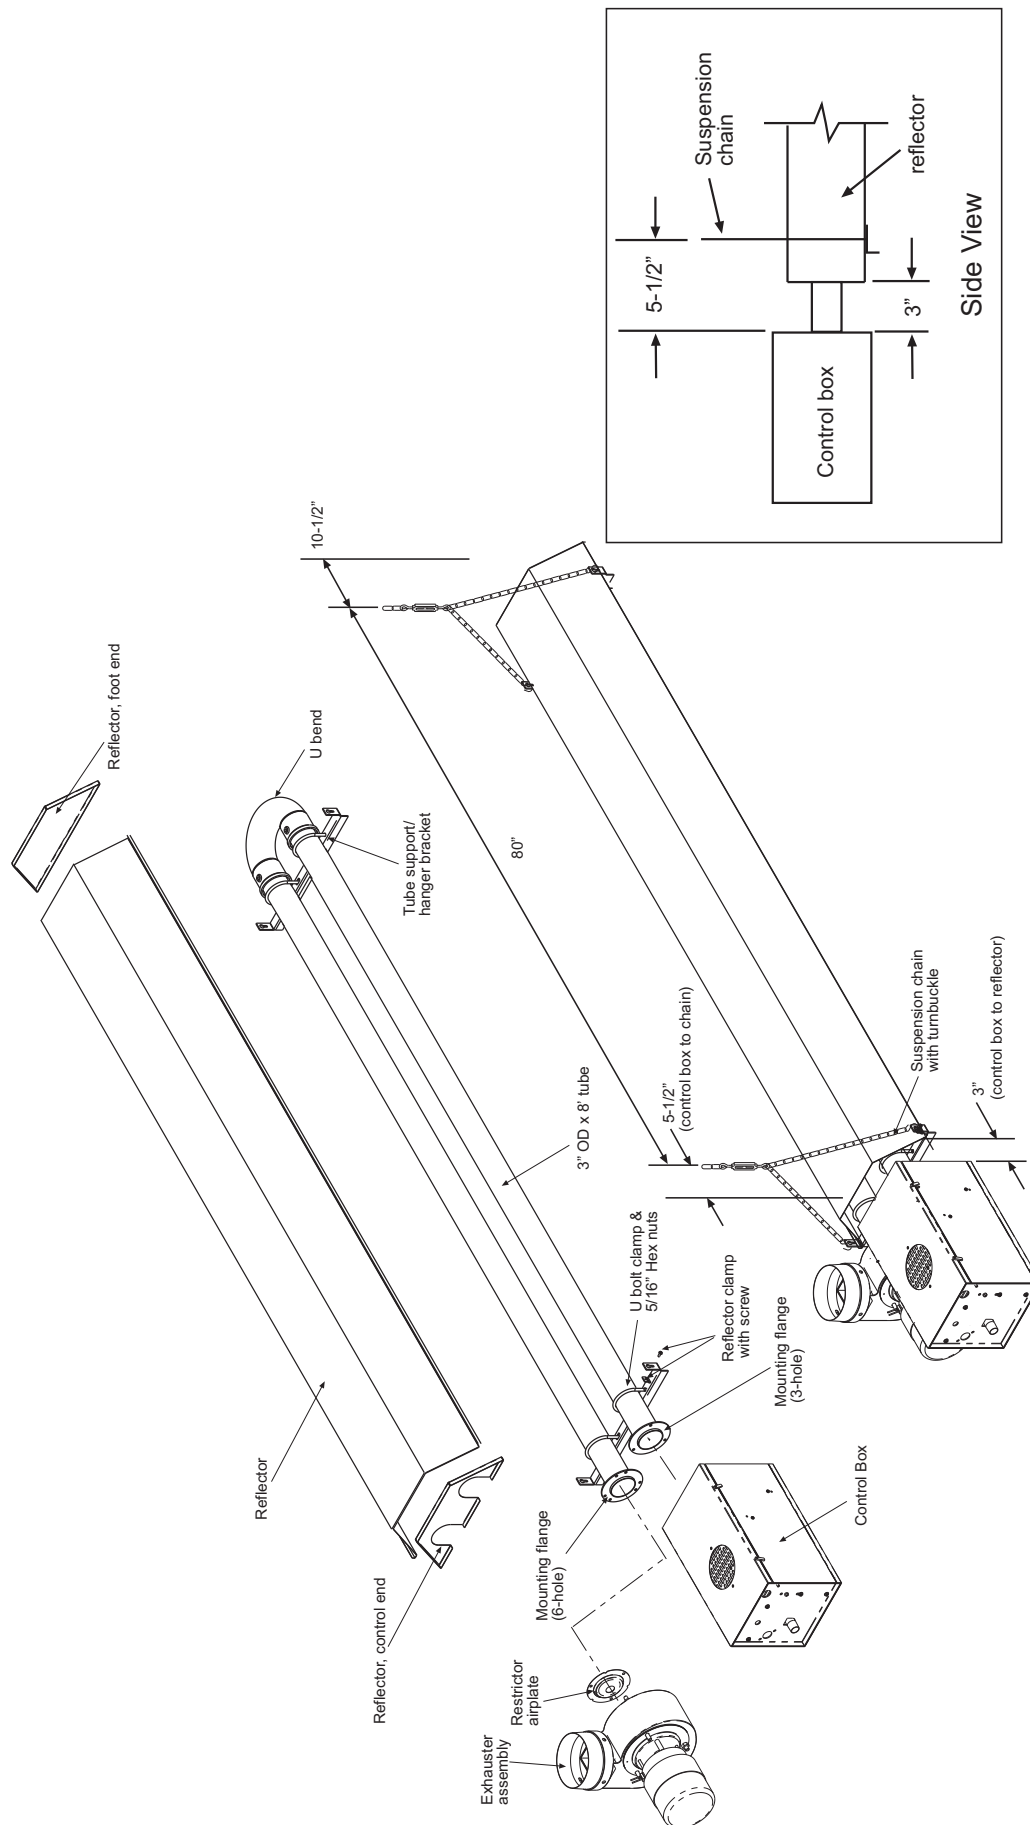 Reflector, foot end
U bend
10-1/2”
Tube support/
hanger bracket
80”
Reflector
3” OD x 8’ tube
5-1/2”
(control box to chain)
Suspension chain
with turnbuckle
3”
(control box to reflector)
Reflector, control end
Mounting flange
(6-hole)
U bolt clamp &
5/16” Hex nuts
Reflector clamp
with screw
Mounting flange
(3-hole)
Restrictor
airplate
Exhauster
assembly
Control Box
5-1/2”
Suspension
chain
Control box
3”
reflector
Side View